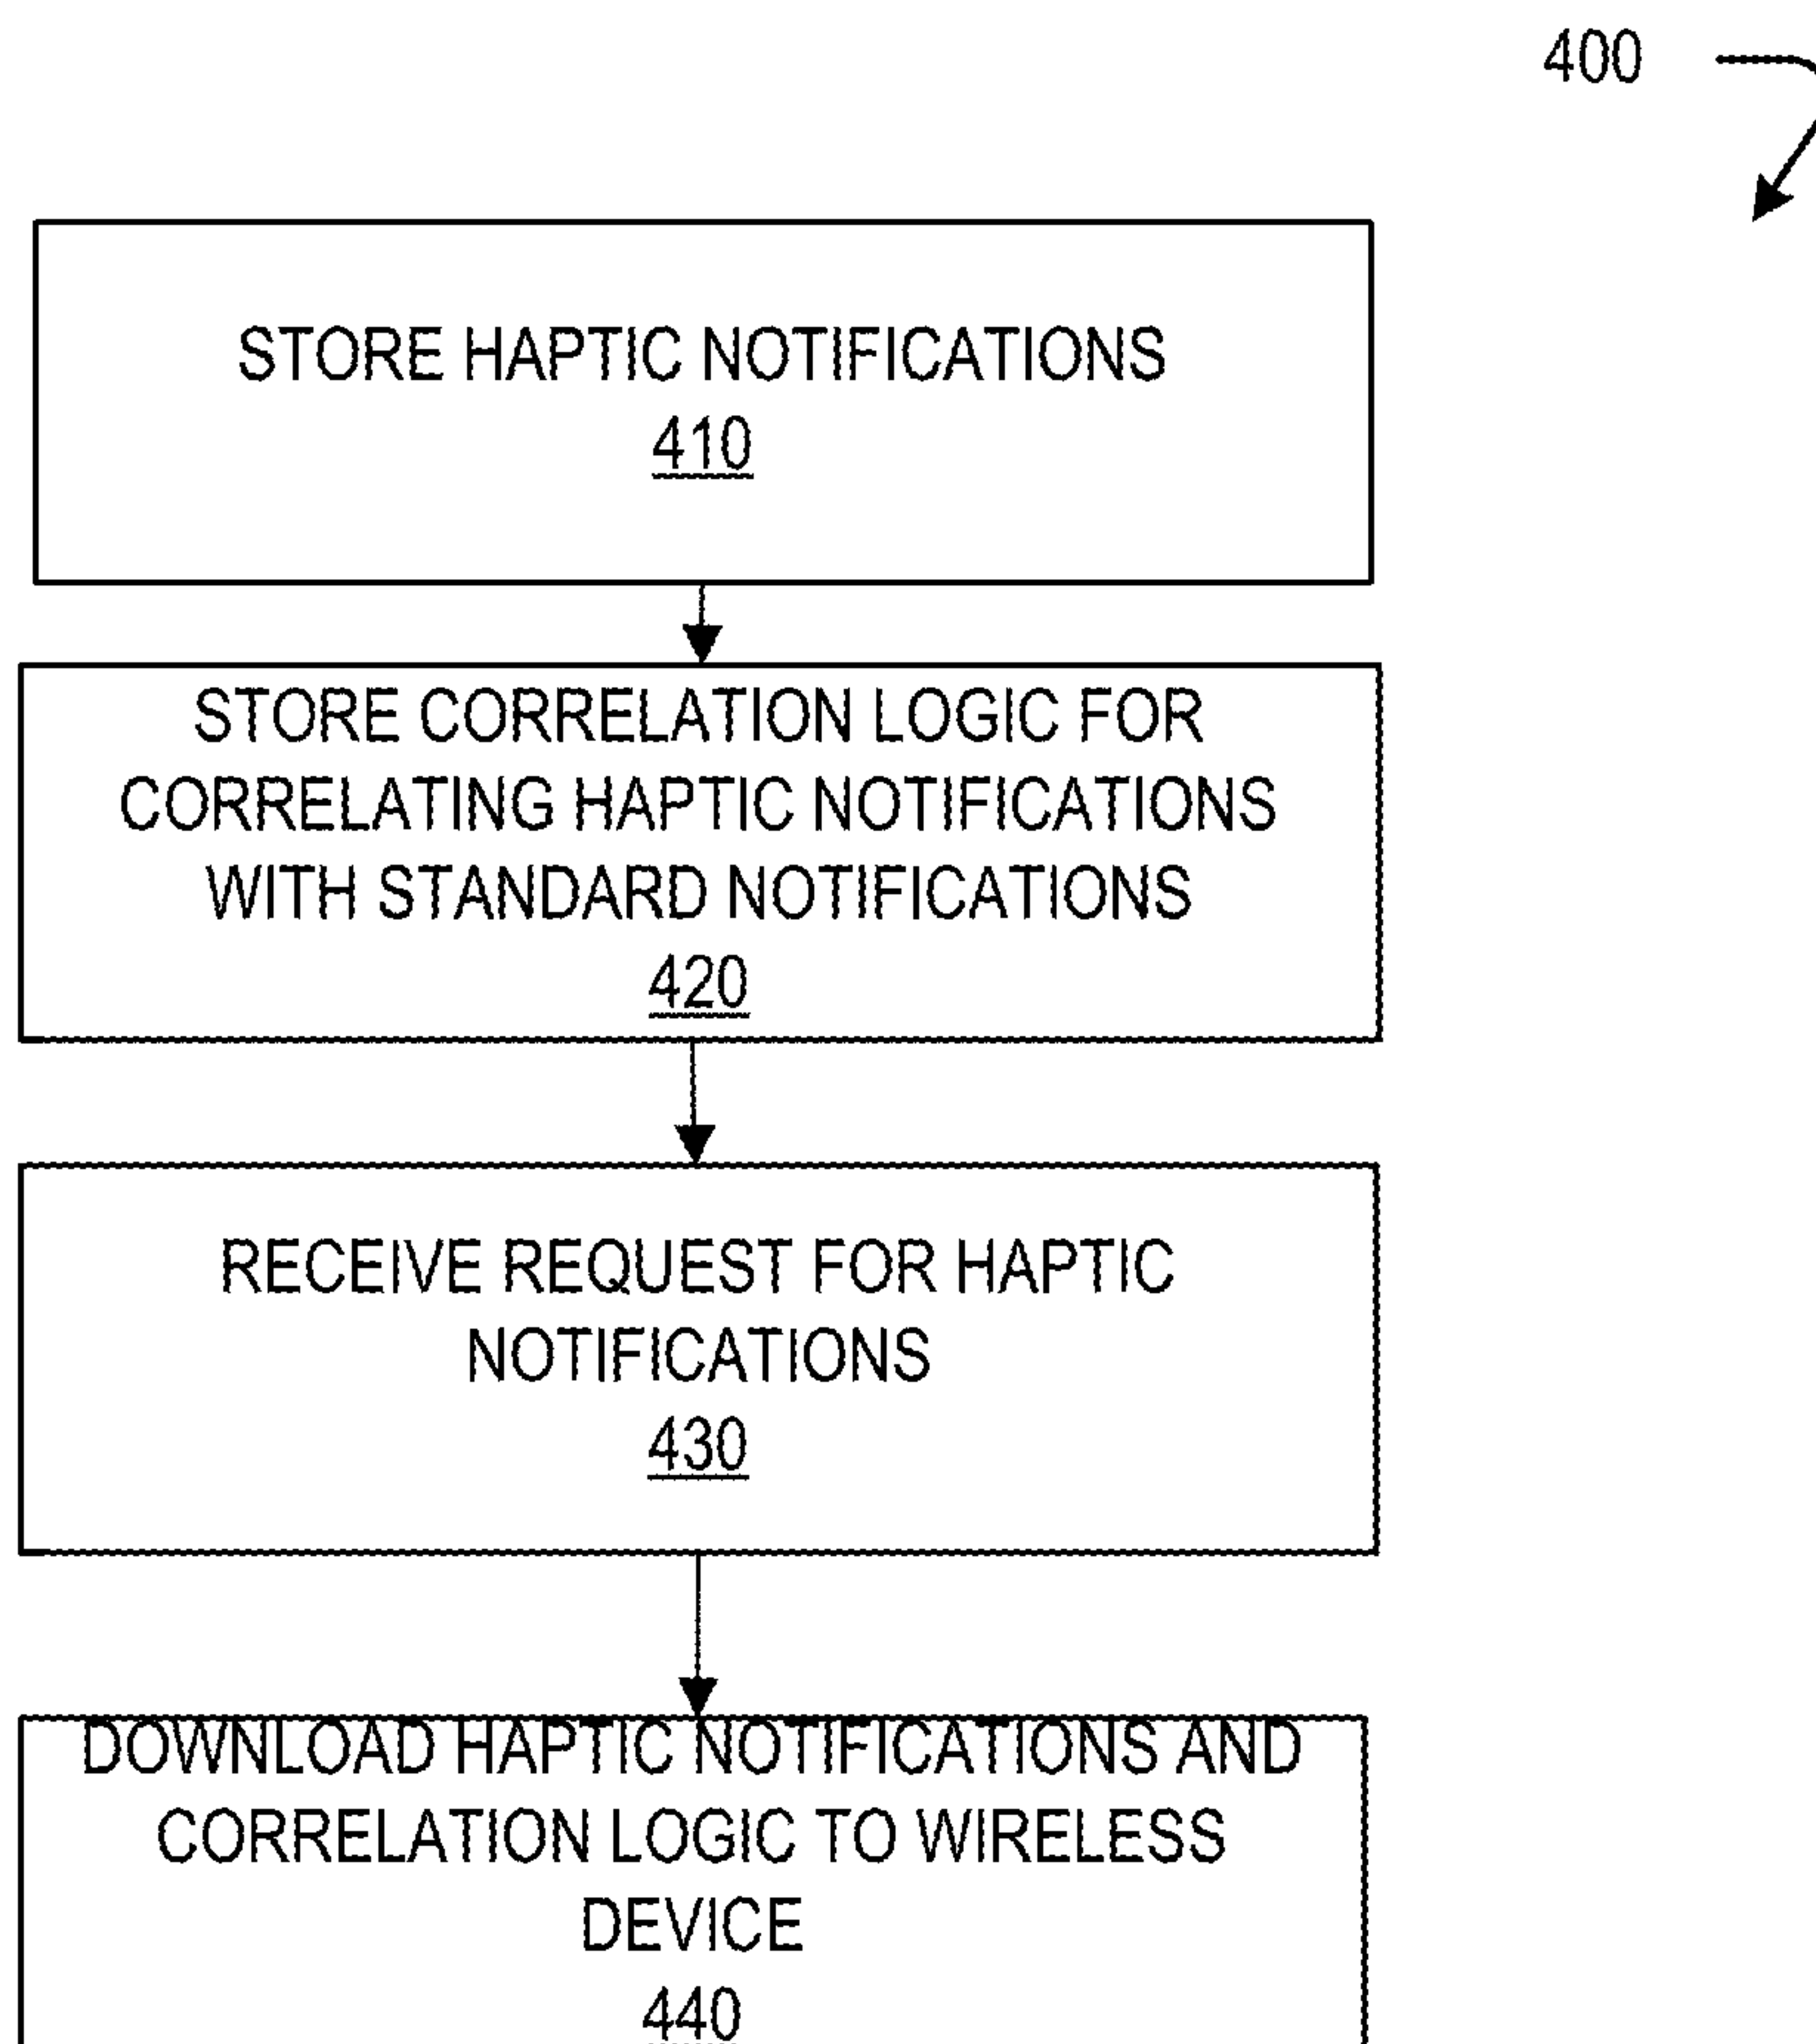 400
STORE HAPTIC NOTIFICATIONS
410
STORE CORRELATION LOGIC FOR
CORRELATING HAPTIC NOTIFICATIONS
WITH STANDARD NOTIFICATIONS
420
RECEIVE REQUEST FOR HAPTIC
NOTIFICATIONS
430
DOWNLOAD HAPTIC NOTIFICATIONS AND
CORRELATION LOGIC TO WIRELESS
DEVICE
440